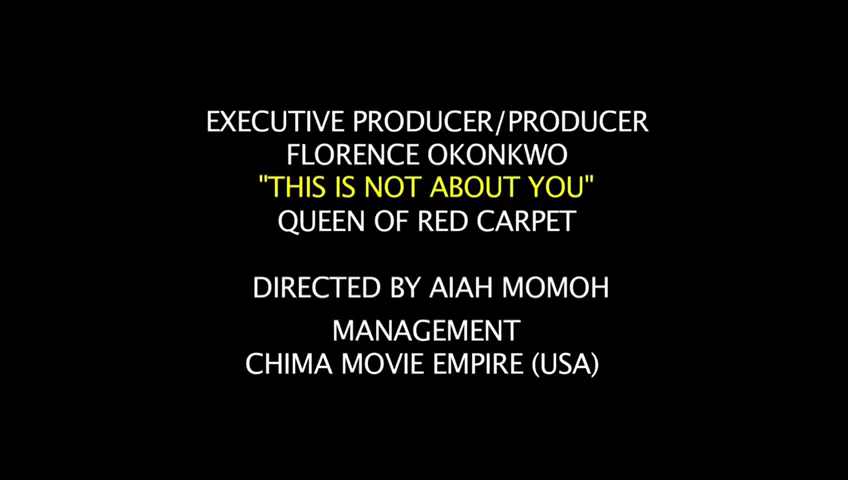 EXECUTIVE PRODUCER/PRODUCER
FLORENCE OKONKWO
"THIS IS NOT ABOUT YOU"
QUEEN OF RED CARPET
DIRECTED BY AIAH MOMOH
MANAGEMENT
CHIMA MOVIE EMPIRE (USA)